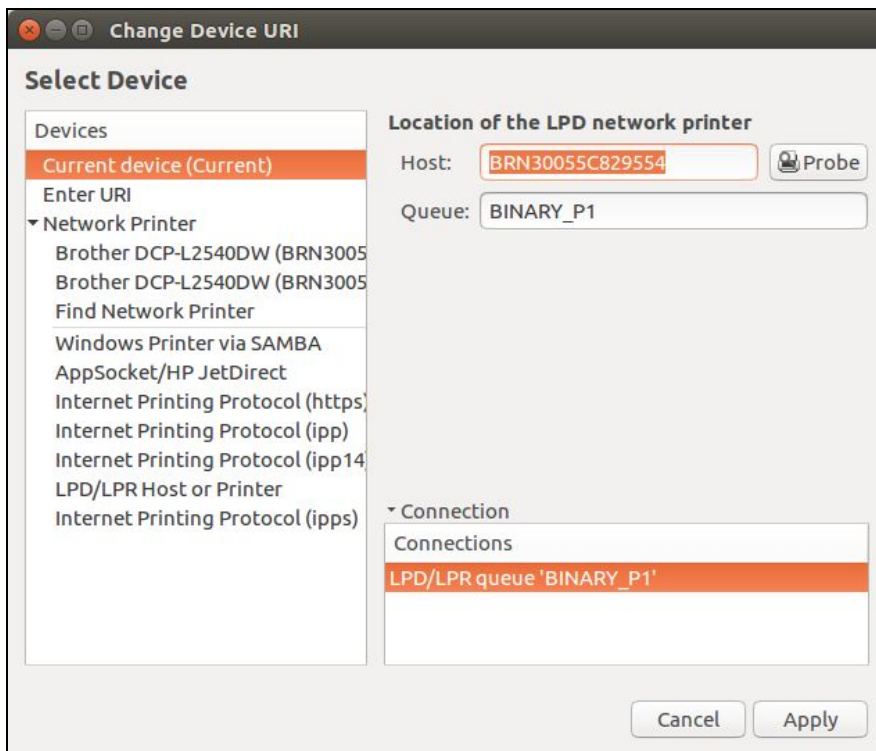 Change Device URI
Select Device
Devices
Current device (Current)
Enter URI
Network Printer
Brother DCP-L2540DW (BRN3005
Brother DCP-L2540DW (BRN3005
Find Network Printer
Windows Printer via SAMBA
AppSocket/HP JetDirect
Internet Printing Protocol (https)
Internet Printing Protocol (ipp)
Internet Printing Protocol (ipp14
LPD/LPR Host or Printer
Internet Printing Protocol (ipps)
Location of the LPD network printer
Host: BRN30055C829554 Probe
Queue: BINARY_P1
Connection
Connections
LPD/LPR queue 'BINARY_P1'
Cancel Apply